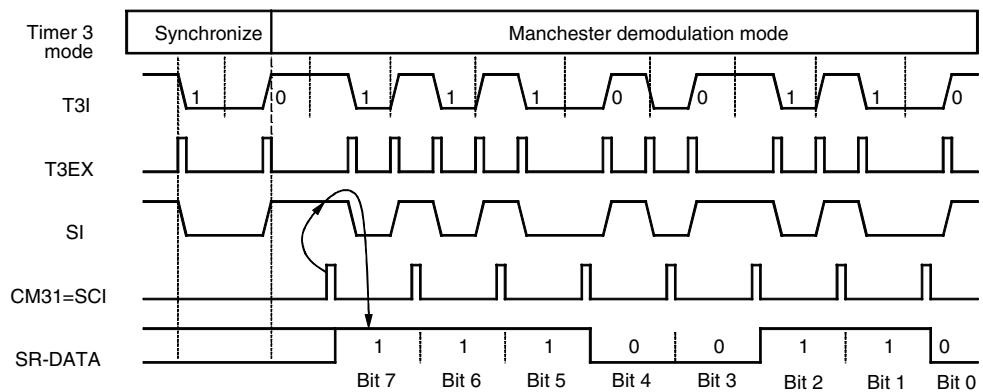 Timer 3 mode
Synchronize
Manchester demodulation mode
T3I
1 0 1 1 1 0 0 1 1 0
T3EX
SI
CM31=SCI
SR-DATA
1 1 1 0 0 1 1 0
Bit 7 Bit 6 Bit 5 Bit 4 Bit 3 Bit 2 Bit 1 Bit 0